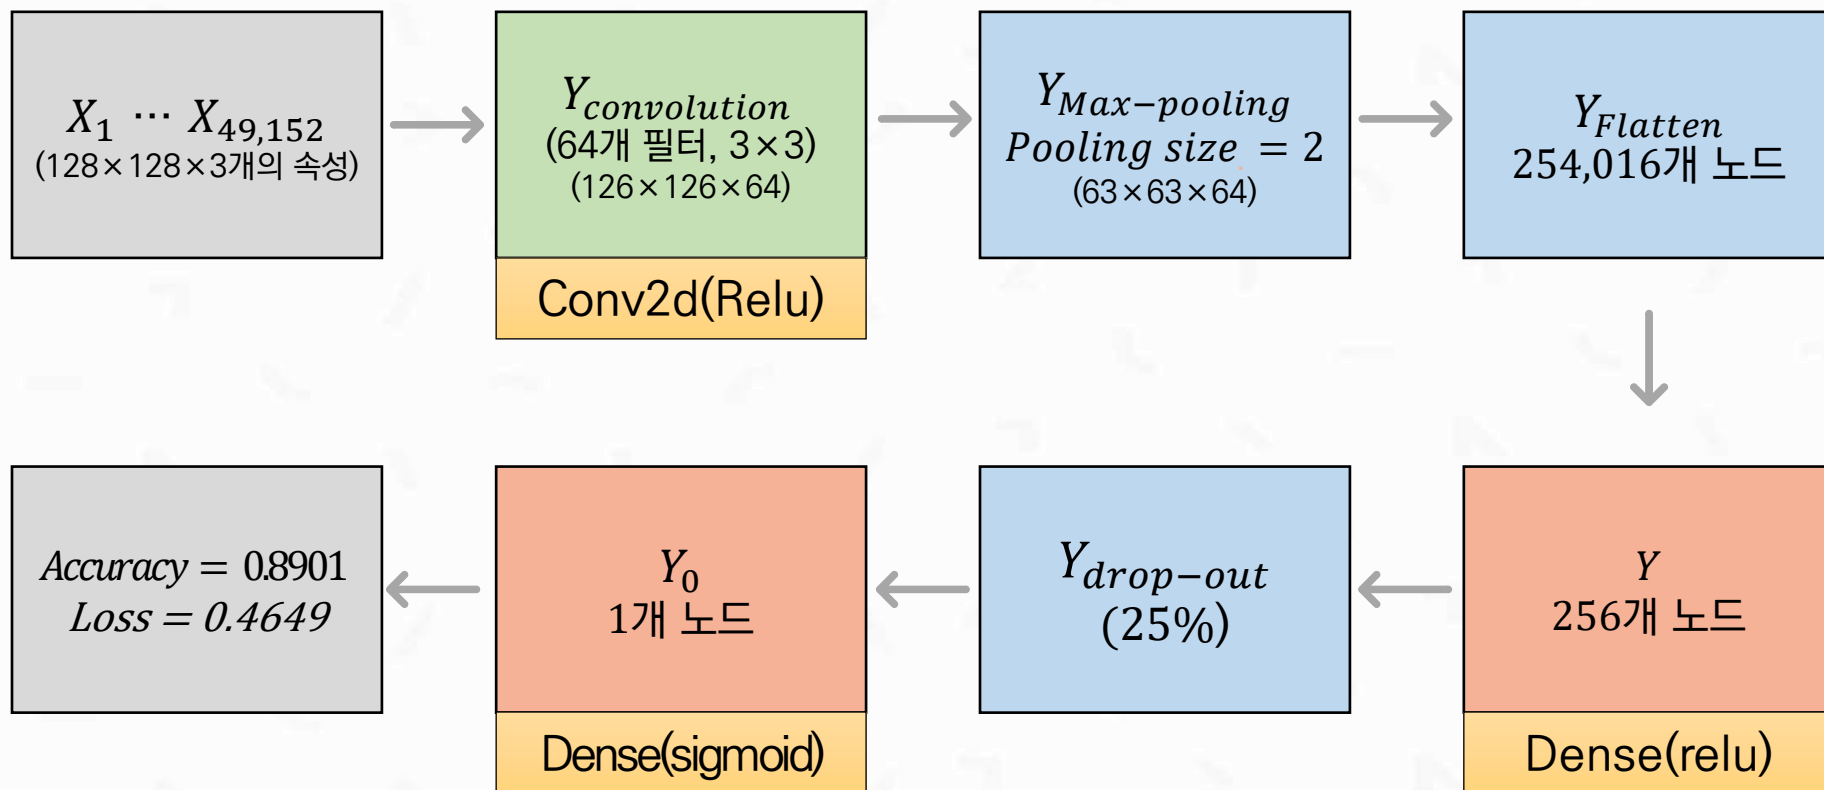 X₁ ⋯ X₄₉,₁₅₂
(128×128×3개의 속성)
Y_convolution
(64개 필터, 3×3)
(126×126×64)
Conv2d(Relu)
Y_Max−pooling
Pooling size = 2
(63×63×64)
Y_Flatten
254,016개 노드
Accuracy = 0.8901
Loss = 0.4649
Y₀
1개 노드
Dense(sigmoid)
Y_drop−out
(25%)
Y
256개 노드
Dense(relu)